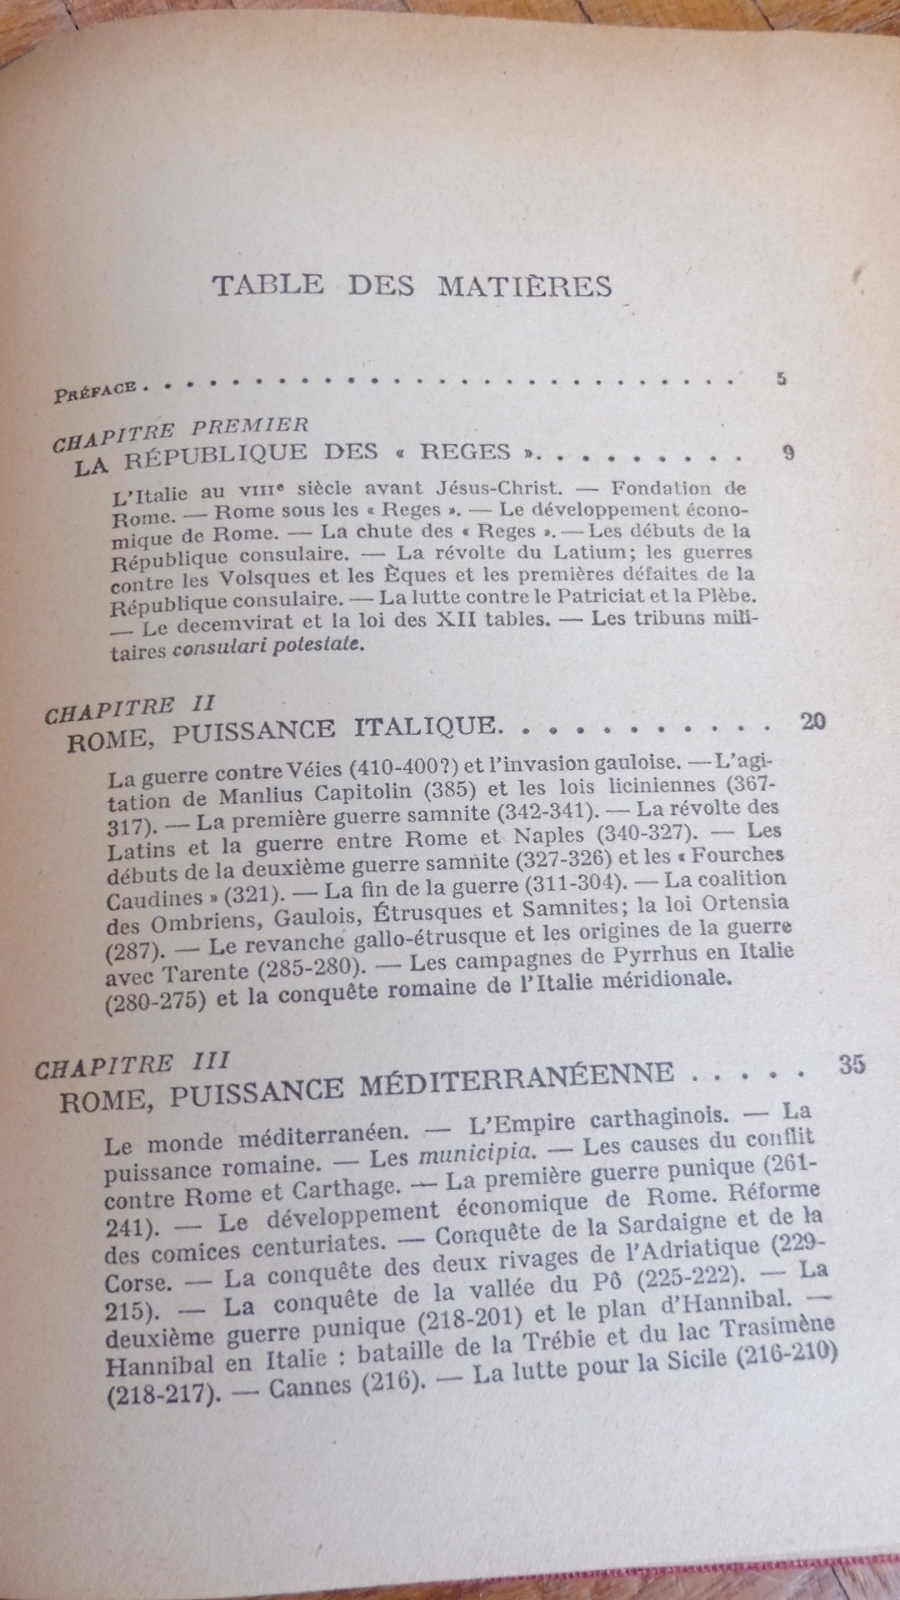 TABLE DES MATIÈRES
PRÉFACE. . . . . . . . . . . . . . . . . . . . . . . . . . 5
CHAPITRE PREMIER
LA RÉPUBLIQUE DES « REGES ». . . . . . . . . . 9
L'Italie au VIIIe siècle avant Jésus-Christ. — Fondation de
Rome. — Rome sous les « Reges ». — Le développement écono-
mique de Rome. — La chute des « Reges ». — Les débuts de la
République consulaire. — La révolte du Latium; les guerres
contre les Volsques et les Èques et les premières défaites de la
République consulaire. — La lutte contre le Patriciat et la Plèbe.
— Le decemvirat et la loi des XII tables. — Les tribuns mili-
taires consulari potestate.
CHAPITRE II
ROME, PUISSANCE ITALIQUE. . . . . . . . . . . . 20
La guerre contre Véies (410-400?) et l'invasion gauloise. — L'agi-
tation de Manlius Capitolin (385) et les lois liciniennes (367-
317). — La première guerre samnite (342-341). — La révolte des
Latins et la guerre entre Rome et Naples (340-327). — Les
débuts de la deuxième guerre samnite (327-326) et les « Fourches
Caudines » (321). — La fin de la guerre (311-304). — La coalition
des Ombriens, Gaulois, Étrusques et Samnites; la loi Ortensia
(287). — Le revanche gallo-étrusque et les origines de la guerre
avec Tarente (285-280). — Les campagnes de Pyrrhus en Italie
(280-275) et la conquête romaine de l'Italie méridionale.
CHAPITRE III
ROME, PUISSANCE MÉDITERRANÉENNE . . . . . 35
Le monde méditerranéen. — L'Empire carthaginois. — La
puissance romaine. — Les municipia. — Les causes du conflit
contre Rome et Carthage. — La première guerre punique (261-
241). — Le développement économique de Rome. Réforme
des comices centuriates. — Conquête de la Sardaigne et de la
Corse. — La conquête des deux rivages de l'Adriatique (229-
215). — La conquête de la vallée du Pô (225-222). — La
deuxième guerre punique (218-201) et le plan d'Hannibal. —
Hannibal en Italie : bataille de la Trébie et du lac Trasimène
(218-217). — Cannes (216). — La lutte pour la Sicile (216-210)